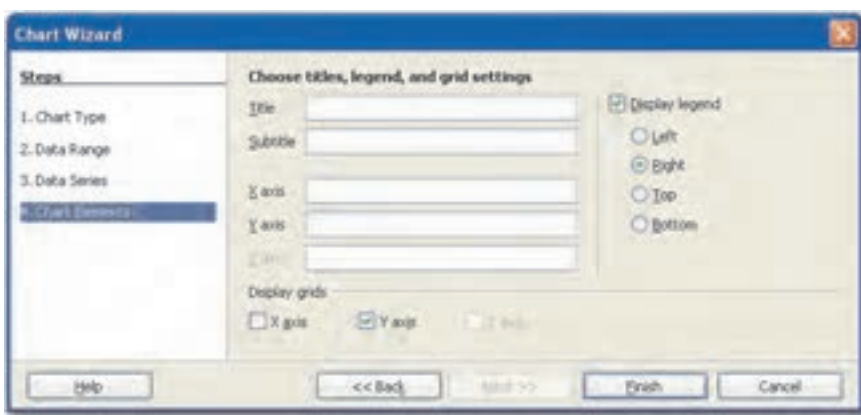 Chart Wizard
Steps
1. Chart Type
2. Data Range
3. Data Series
4. Chart Elements
Choose titles, legend, and grid settings
Title
Subtitle
X axis
Y axis
Z axis
Display legend
Left
Right
Top
Bottom
Display grids
X axis Y axis Z axis
Help << Back Next >> Finish Cancel